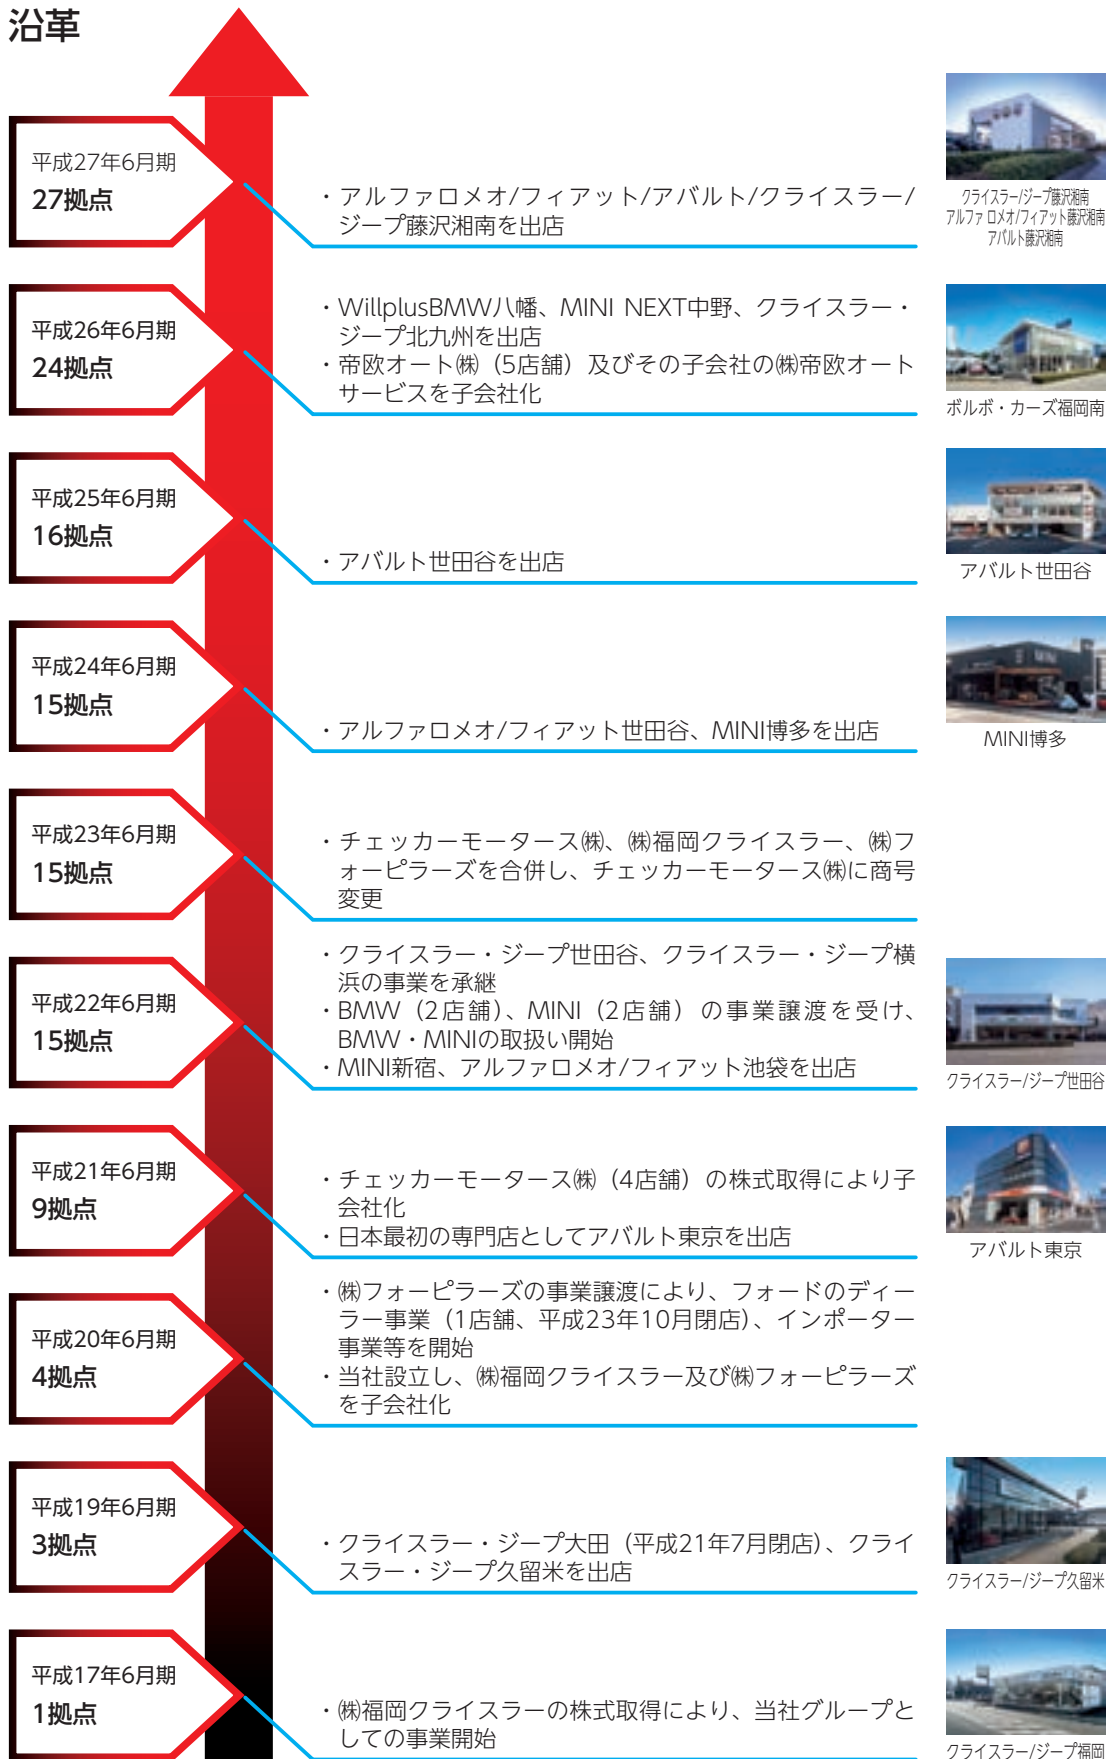 沿革
平成27年6月期
27拠点
・アルファロメオ/フィアット/アバルト/クライスラー/
ジープ藤沢湘南を出店
クライスラー/ジープ藤沢湘南
アルファ ロメオ/フィアット藤沢湘南
アバルト藤沢湘南
平成26年6月期
24拠点
・WillplusBMW八幡、MINI NEXT中野、クライスラー・
ジープ北九州を出店
・帝欧オート㈱（5店舗）及びその子会社の㈱帝欧オート
サービスを子会社化
ボルボ・カーズ福岡南
平成25年6月期
16拠点
・アバルト世田谷を出店
アバルト世田谷
平成24年6月期
15拠点
・アルファロメオ/フィアット世田谷、MINI博多を出店
MINI博多
平成23年6月期
15拠点
・チェッカーモータース㈱、㈱福岡クライスラー、㈱フ
ォーピラーズを合併し、チェッカーモータース㈱に商号
変更
平成22年6月期
15拠点
・クライスラー・ジープ世田谷、クライスラー・ジープ横
浜の事業を承継
・BMW（2店舗）、MINI（2店舗）の事業譲渡を受け、
BMW・MINIの取扱い開始
・MINI新宿、アルファロメオ/フィアット池袋を出店
クライスラー/ジープ世田谷
平成21年6月期
9拠点
・チェッカーモータース㈱（4店舗）の株式取得により子
会社化
・日本最初の専門店としてアバルト東京を出店
アバルト東京
平成20年6月期
4拠点
・㈱フォーピラーズの事業譲渡により、フォードのディー
ラー事業（1店舗、平成23年10月閉店）、インポーター
事業等を開始
・当社設立し、㈱福岡クライスラー及び㈱フォーピラーズ
を子会社化
平成19年6月期
3拠点
・クライスラー・ジープ大田（平成21年7月閉店）、クライ
スラー・ジープ久留米を出店
クライスラー/ジープ久留米
平成17年6月期
1拠点
・㈱福岡クライスラーの株式取得により、当社グループと
しての事業開始
クライスラー/ジープ福岡